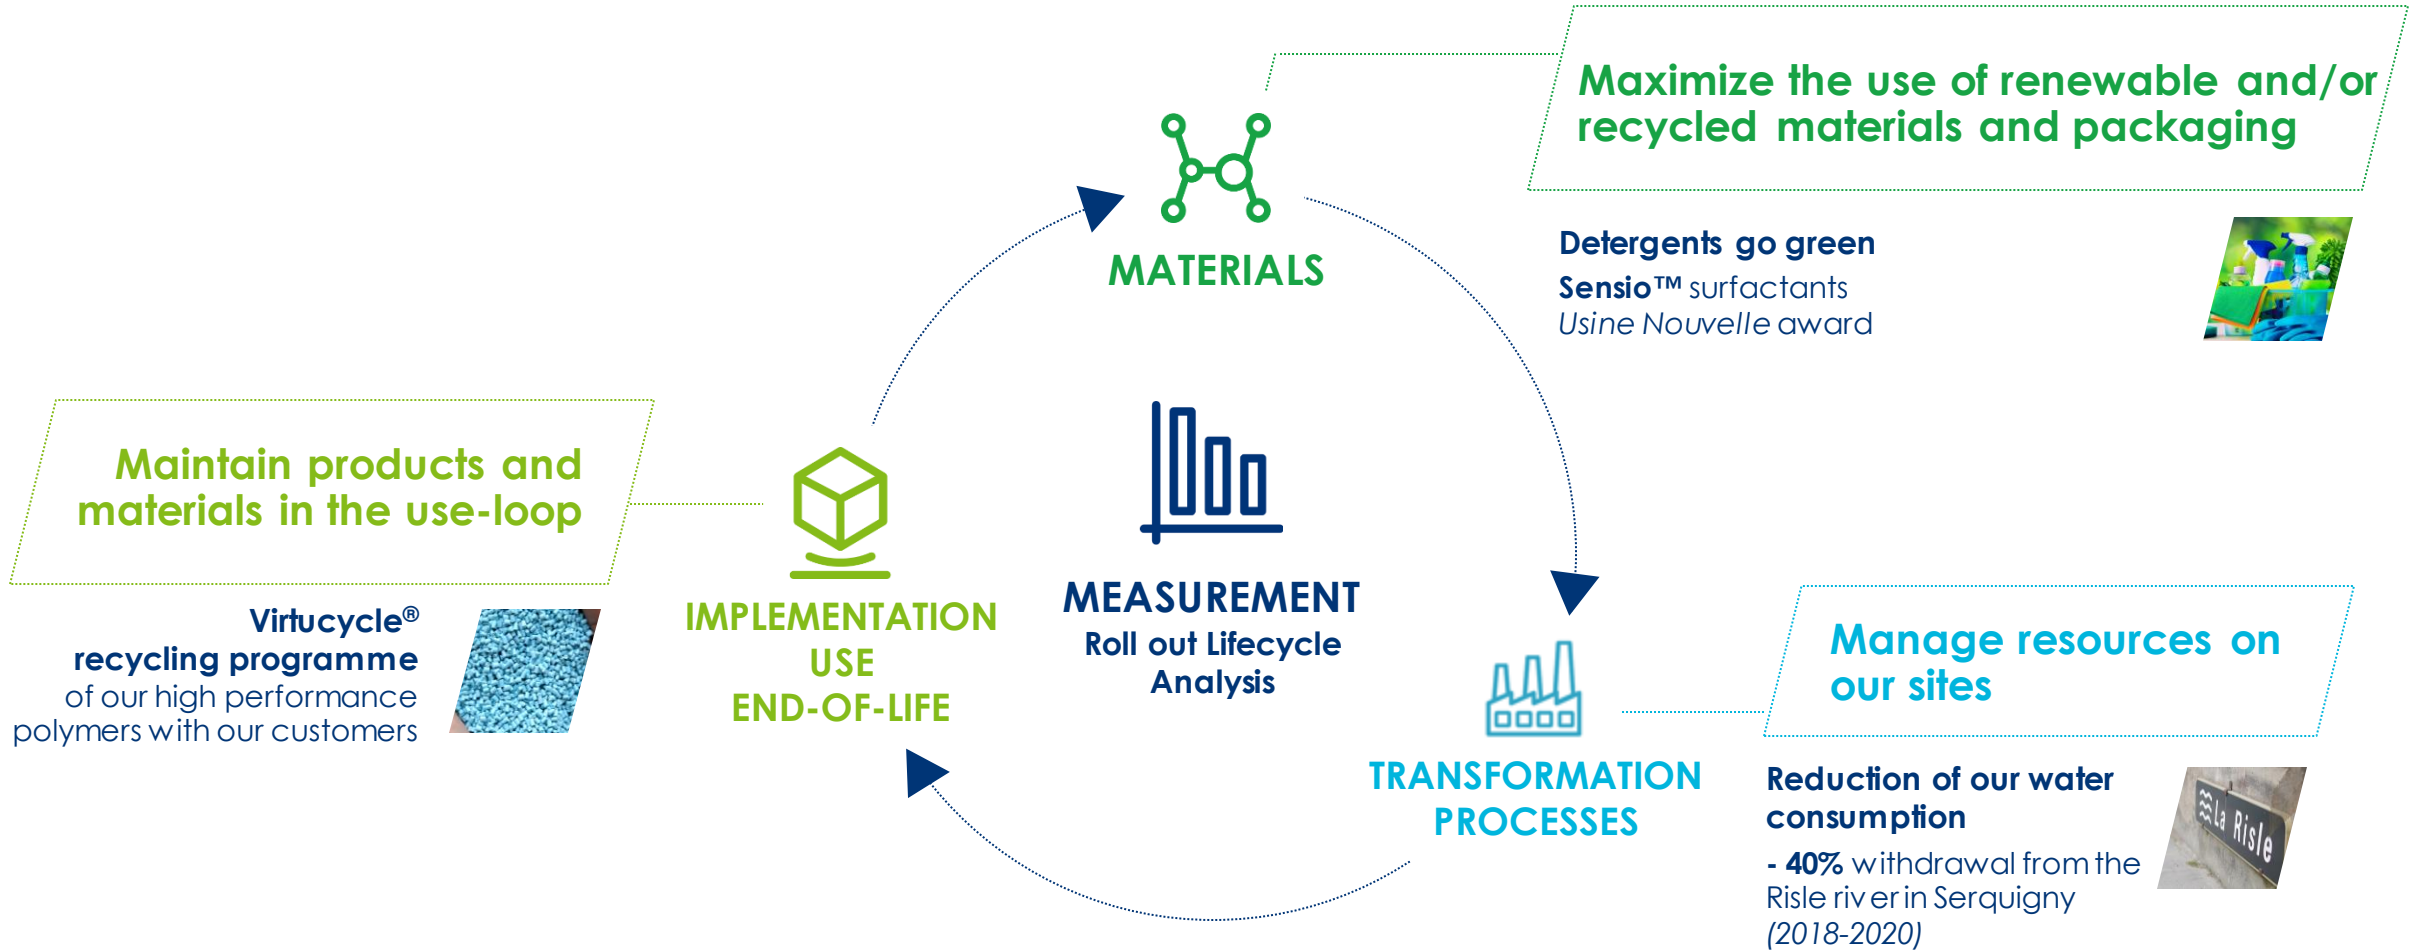 Maximize the use of renewable and/or
recycled materials and packaging
MATERIALS
Detergents go green
Sensio™ surfactants
Usine Nouvelle award
Maintain products and
materials in the use-loop
Virtucycle®
recycling programme
of our high performance
polymers with our customers
IMPLEMENTATION
USE
END-OF-LIFE
MEASUREMENT
Roll out Lifecycle
Analysis
TRANSFORMATION
PROCESSES
Manage resources on
our sites
Reduction of our water
consumption
- 40% withdrawal from the
Risle river in Serquigny
(2018-2020)
La Risle